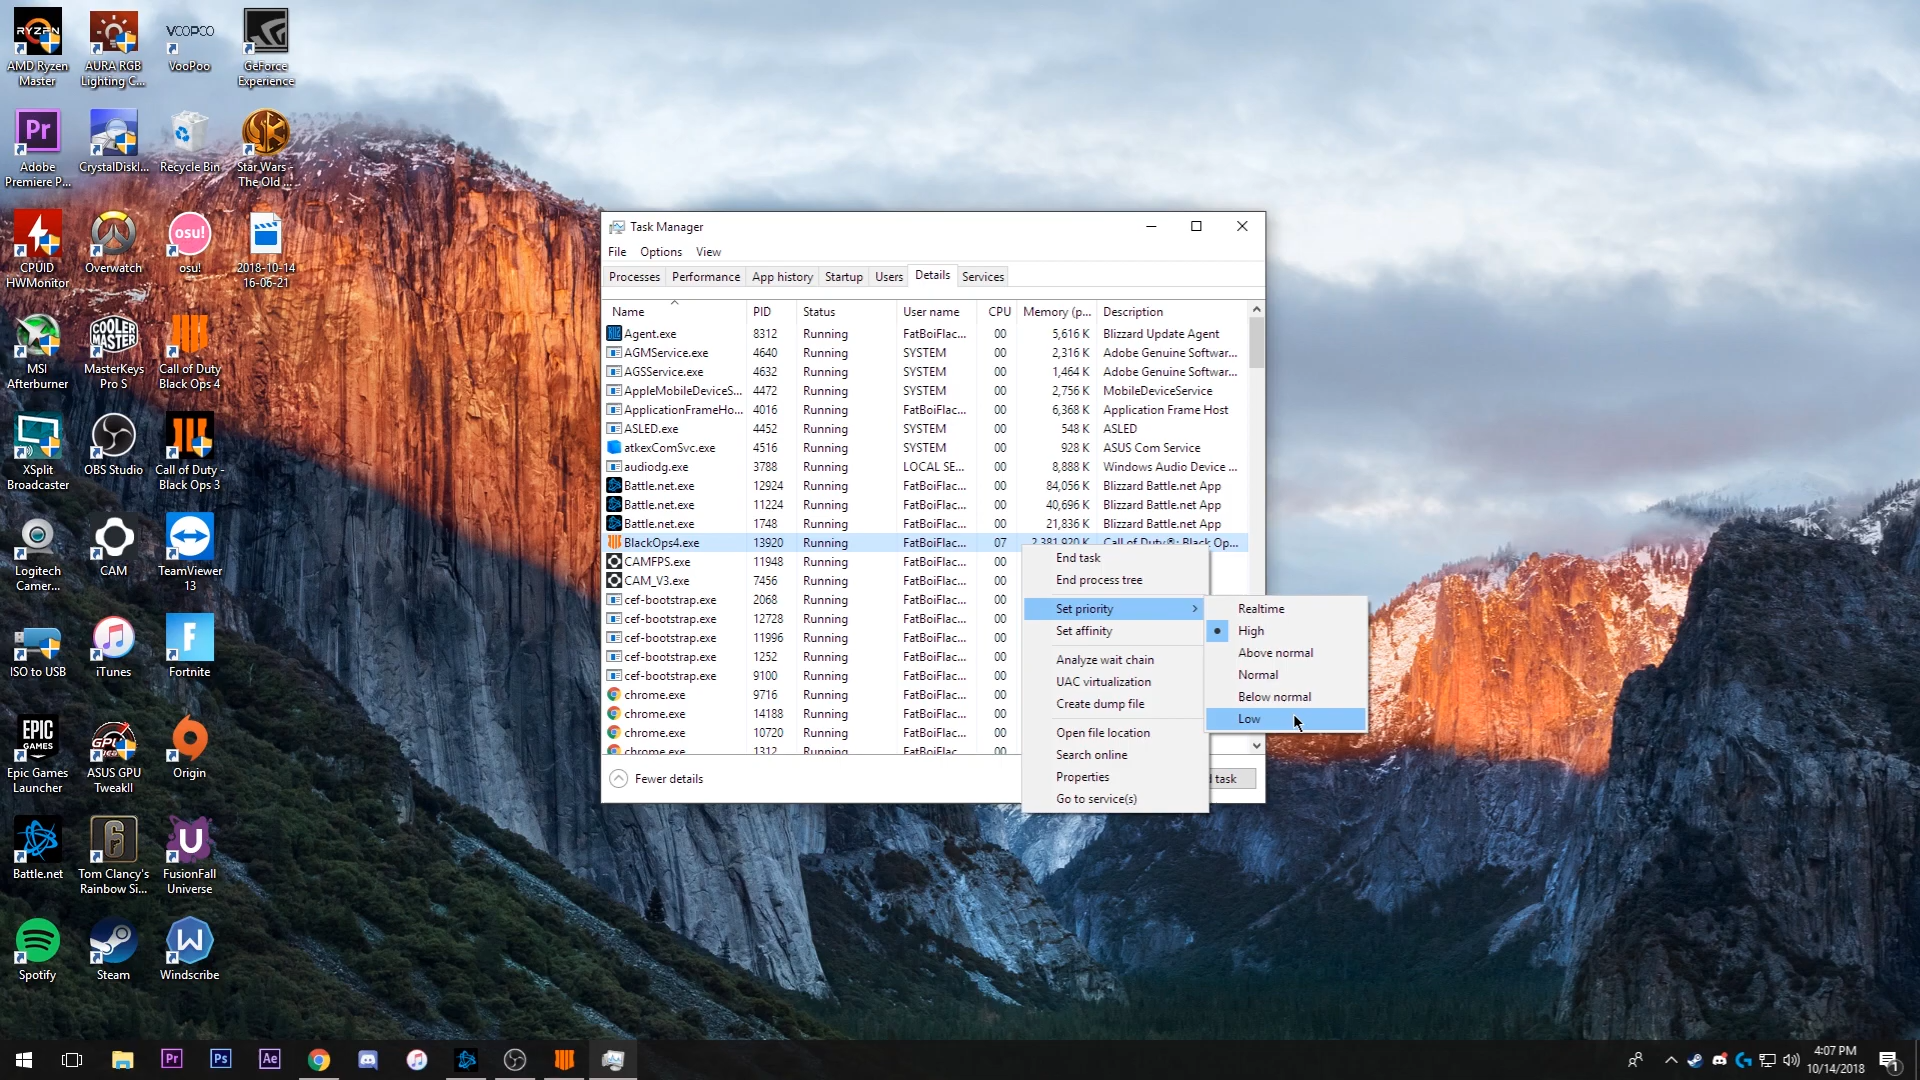 RYZEN
AMD Ryzen
Master
AURA RGB
Lighting C...
VOOPOO
VooPoo
GeForce
Experience
Pr
Adobe
Premiere P...
CrystalDiskI...
Recycle Bin
Star Wars -
The Old ...
CPUID
HWMonitor
Overwatch
osu!
osu!
2018-10-14
16-06-21
MSI
Afterburner
COOLER
MASTER
MasterKeys
Pro S
Call of Duty
Black Ops 4
XSplit
Broadcaster
OBS Studio
Call of Duty -
Black Ops 3
Logitech
Camer...
CAM
TeamViewer
13
ISO to USB
iTunes
F
Fortnite
EPIC
GAMES
Epic Games
Launcher
GPU
ASUS GPU
TweakII
Origin
Battle.net
6
Tom Clancy's
Rainbow Si...
U
FusionFall
Universe
Spotify
Steam
W
Windscribe
Task Manager
File Options View
Processes Performance App history Startup Users Details Services
Name PID Status User name CPU Memory (p... Description
Agent.exe 8312 Running FatBoiFlac... 00 5,616 K Blizzard Update Agent
AGMService.exe 4640 Running SYSTEM 00 2,316 K Adobe Genuine Softwar...
AGSService.exe 4632 Running SYSTEM 00 1,464 K Adobe Genuine Softwar...
AppleMobileDeviceS... 4472 Running SYSTEM 00 2,756 K MobileDeviceService
ApplicationFrameHo... 4016 Running FatBoiFlac... 00 6,368 K Application Frame Host
ASLED.exe 4452 Running SYSTEM 00 548 K ASLED
atkexComSvc.exe 4516 Running SYSTEM 00 928 K ASUS Com Service
audiodg.exe 3788 Running LOCAL SE... 00 8,888 K Windows Audio Device ...
Battle.net.exe 12924 Running FatBoiFlac... 00 84,056 K Blizzard Battle.net App
Battle.net.exe 11224 Running FatBoiFlac... 00 40,696 K Blizzard Battle.net App
Battle.net.exe 1748 Running FatBoiFlac... 00 21,836 K Blizzard Battle.net App
BlackOps4.exe 13920 Running FatBoiFlac... 07 2,381,920 K Call of Duty®: Black Op...
CAMFPS.exe 11948 Running FatBoiFlac... 00
CAM_V3.exe 7456 Running FatBoiFlac... 00
cef-bootstrap.exe 2068 Running FatBoiFlac... 00
cef-bootstrap.exe 12728 Running FatBoiFlac... 00
cef-bootstrap.exe 11996 Running FatBoiFlac... 00
cef-bootstrap.exe 1252 Running FatBoiFlac... 00
cef-bootstrap.exe 9100 Running FatBoiFlac... 00
chrome.exe 9716 Running FatBoiFlac... 00
chrome.exe 14188 Running FatBoiFlac... 00
chrome.exe 10720 Running FatBoiFlac... 00
chrome.exe 1312 Running FatBoiFlac... 00
Fewer details
task
End task
End process tree
Set priority
Set affinity
Analyze wait chain
UAC virtualization
Create dump file
Open file location
Search online
Properties
Go to service(s)
Realtime
High
Above normal
Normal
Below normal
Low
Pr
Ps
Ae
4:07 PM
10/14/2018
1